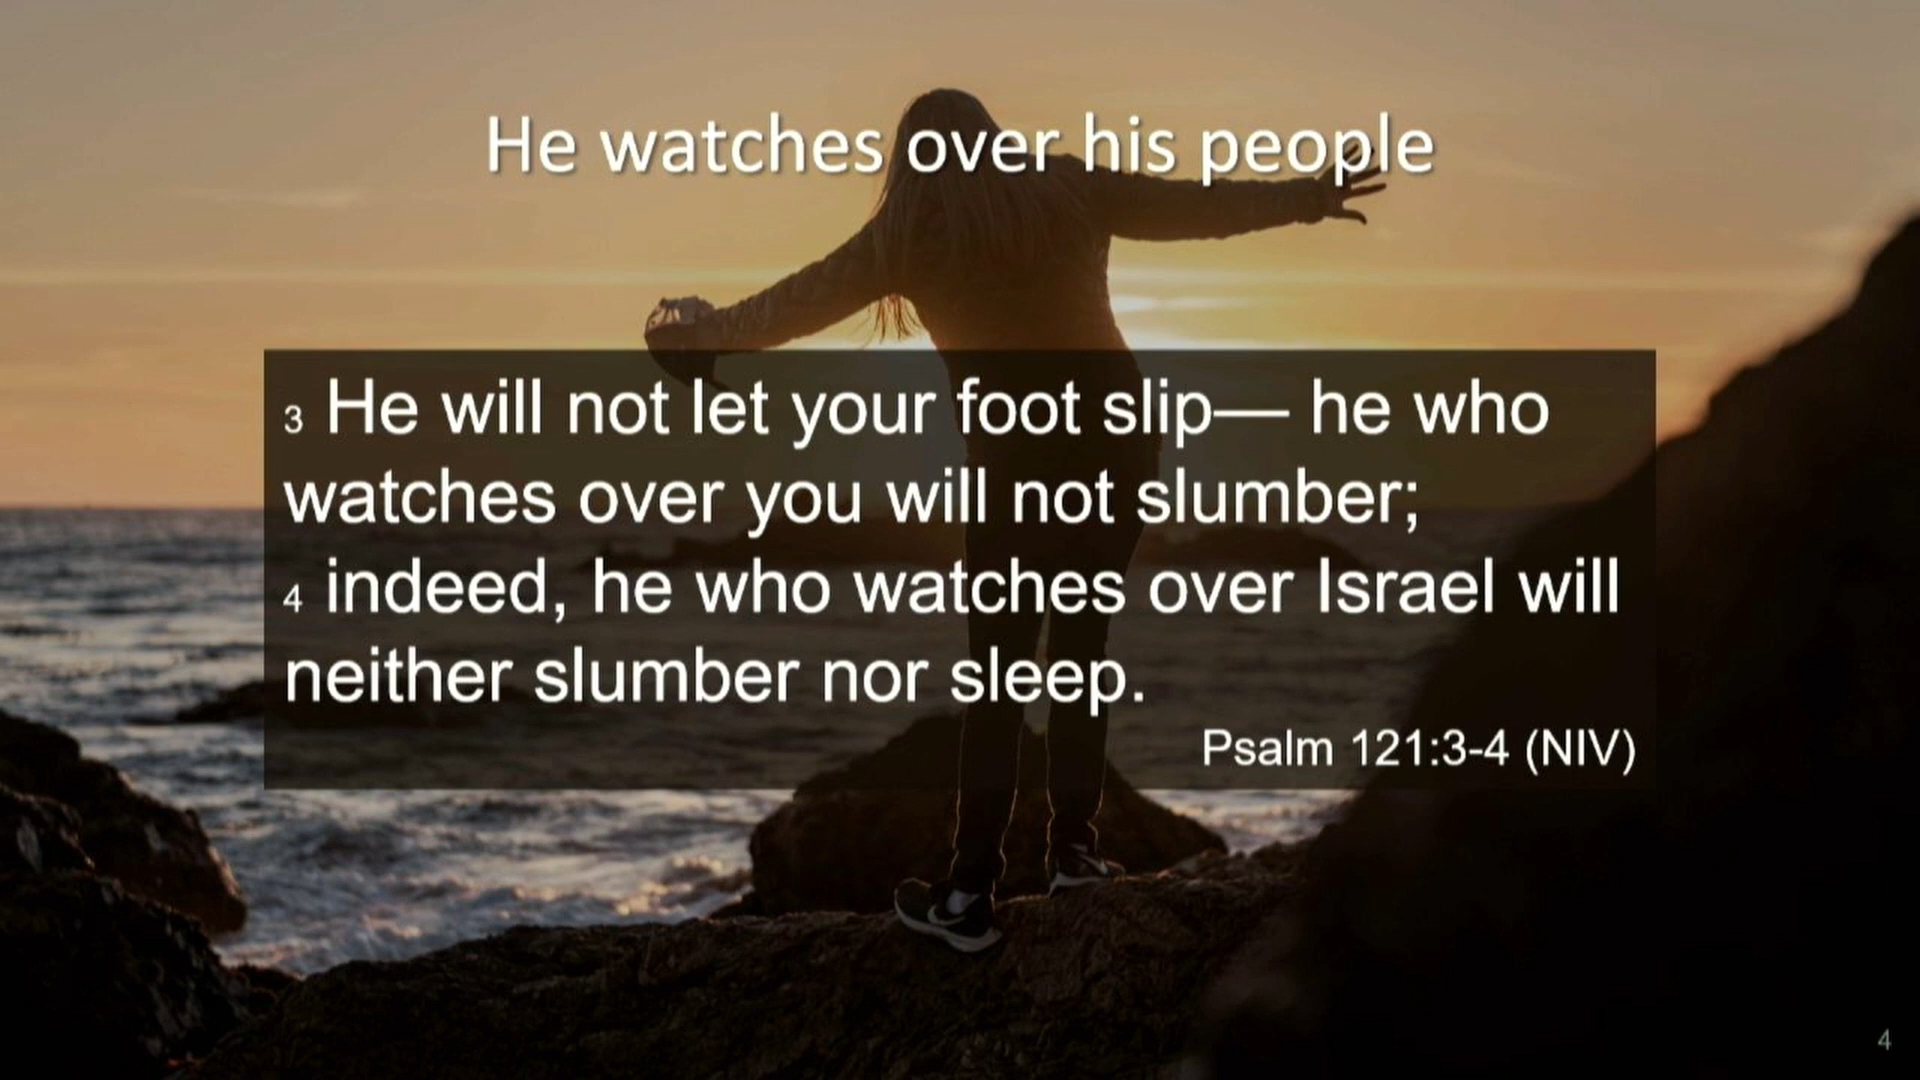 He watches over his people
3 He will not let your foot slip— he who
watches over you will not slumber;
4 indeed, he who watches over Israel will
neither slumber nor sleep.
Psalm 121:3-4 (NIV)
4